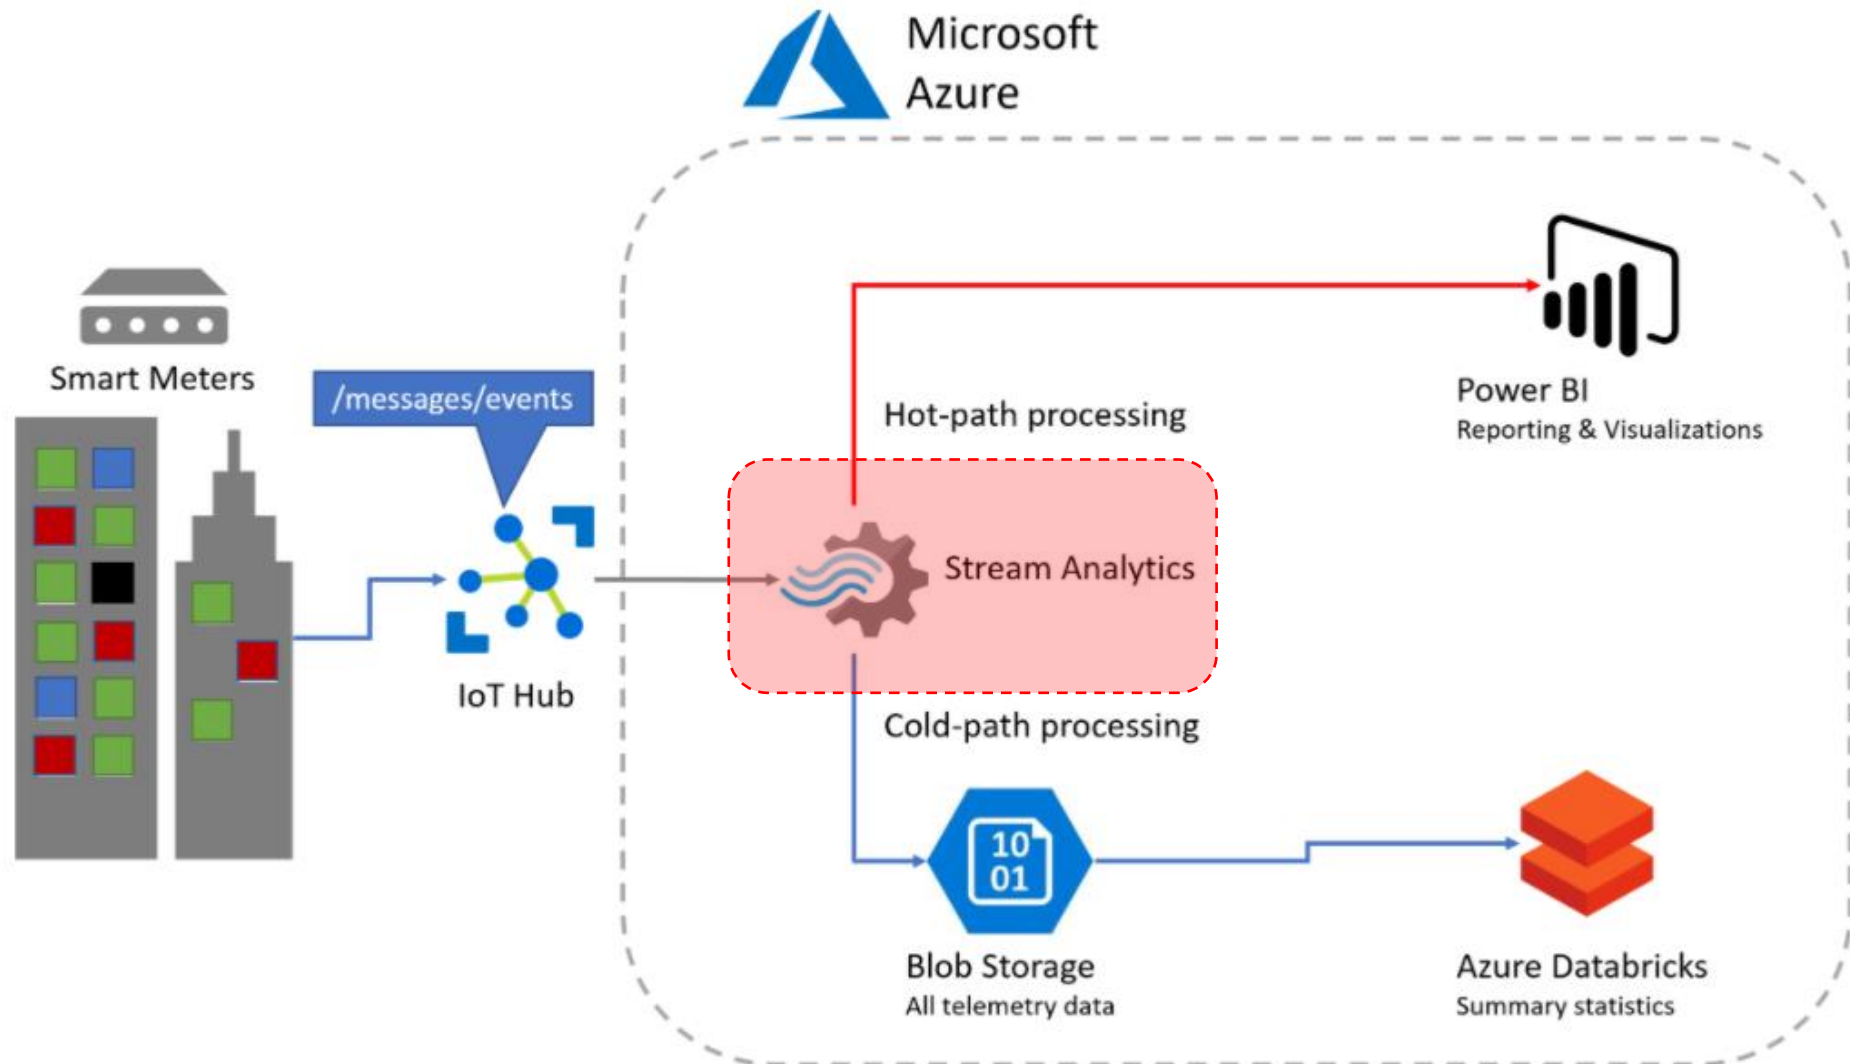 Microsoft
Azure
Smart Meters
/messages/events
IoT Hub
Hot-path processing
Stream Analytics
Cold-path processing
Power BI
Reporting & Visualizations
10
01
Blob Storage
All telemetry data
Azure Databricks
Summary statistics